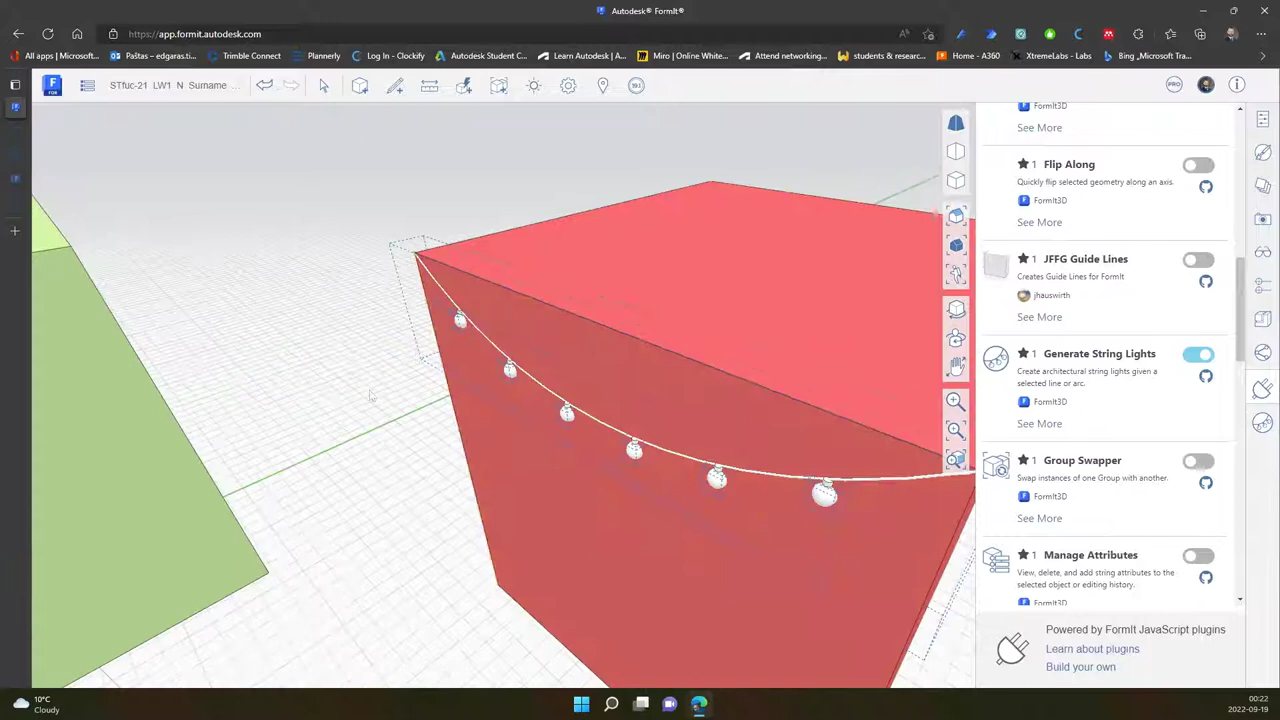 Autodesk® FormIt®
https://app.formit.autodesk.com
All apps | Microsoft...
Paštas – edgaras.ti...
Trimble Connect
Plannerly
Log In - Clockify
Autodesk Student C...
Learn Autodesk | A...
Miro | Online White...
Attend networking...
students & researc...
Home - A360
XtremeLabs - Labs
Bing „Microsoft Tra...
STfuc-21 LW1 N Surname ...
PRO
FormIt3D
See More
1 Flip Along
Quickly flip selected geometry along an axis.
FormIt3D
See More
1 JFFG Guide Lines
Creates Guide Lines for FormIt
jhauswirth
See More
1 Generate String Lights
Create architectural string lights given a
selected line or arc.
FormIt3D
See More
1 Group Swapper
Swap instances of one Group with another.
FormIt3D
See More
1 Manage Attributes
View, delete, and add string attributes to the
selected object or editing history.
FormIt3D
Powered by FormIt JavaScript plugins
Learn about plugins
Build your own
10°C
Cloudy
00:22
2022-09-19